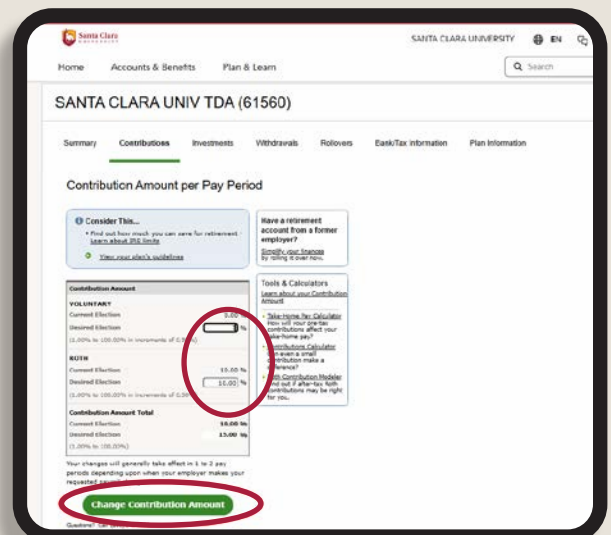 Santa Clara
UNIVERSITY
SANTA CLARA UNIVERSITY
EN
Home Accounts & Benefits Plan & Learn
Search
SANTA CLARA UNIV TDA (61560)
Summary Contributions Investments Withdrawals Rollovers Bank/Tax Information Plan Information
Contribution Amount per Pay Period
Consider This...
Find out how much you can save for retirement -
Learn about IRS limits
View your plan's guidelines
Have a retirement
account from a former
employer?
Simplify your finances
by rolling it over now.
Contribution Amount
VOLUNTARY
Current Election 0.00 %
Desired Election %
(1.00% to 100.00% in increments of
ROTH
Current Election 10.00 %
Desired Election 10.00 %
(1.00% to 100.00% in increments of
Contribution Amount Total
Current Election 10.00 %
Desired Election 15.00 %
(1.00% to 100.00%)
Tools & Calculators
Learn about your Contribution
Amount
Take-Home Pay Calculator
How will your pre-tax
contributions affect your
take-home pay?
Contributions Calculator
Can even a small
contribution make a
difference?
Roth Contribution Modeler
Find out if after-tax Roth
contributions may be right
for you.
Your changes will generally take effect in 1 to 2 pay
periods depending upon when your employer makes your
requested
Change Contribution Amount
Questions?